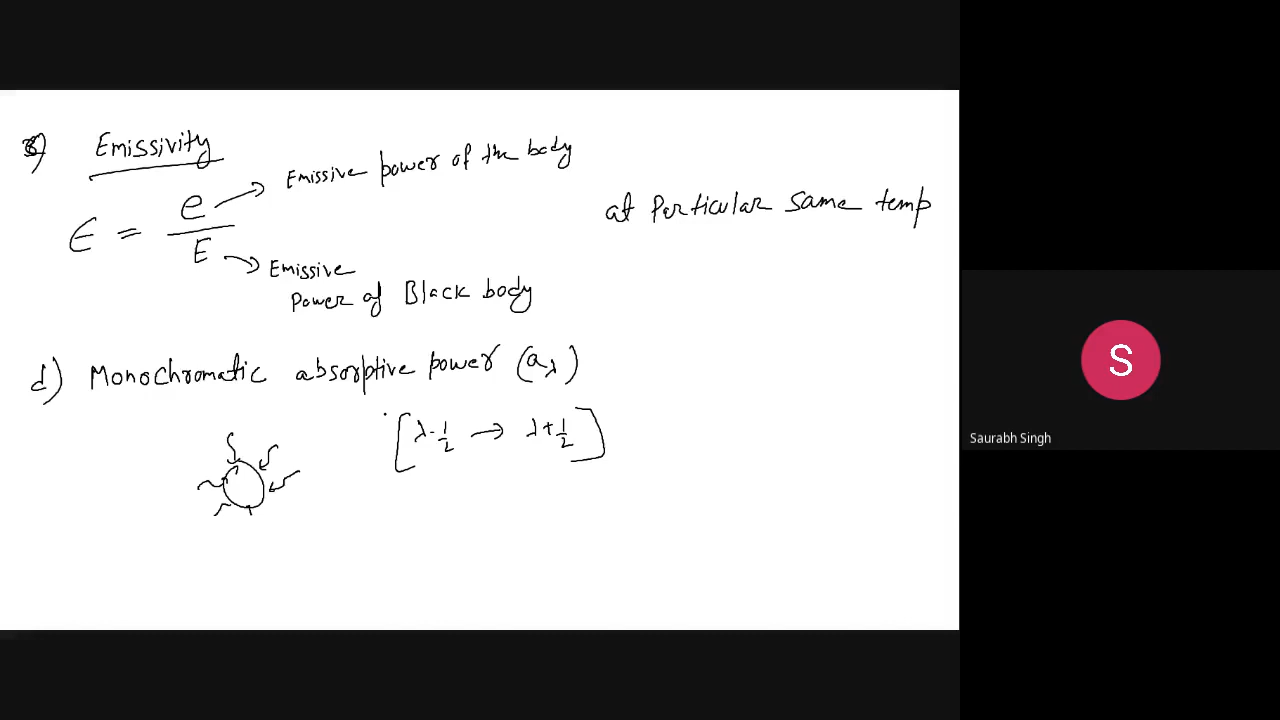 Emissivity
∈ = e/E
Emissive power of the body
at Perticular same temp
Emissive
Power of Black body
d) Monochromatic absorptive power (aλ)
[λ-1/2 → λ+1/2]
S
Saurabh Singh